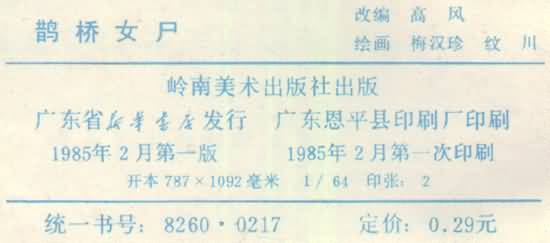 鹊桥女尸
改编 高风
绘画 梅汉珍 纹川
岭南美术出版社出版
广东省新华书店发行 广东恩平县印刷厂印刷
1985年2月第一版 1985年2月第一次印刷
开本787×1092毫米 1/64 印张：2
统一书号：8260·0217 定价：0.29元